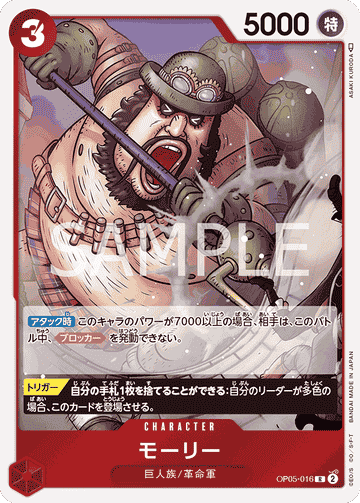 3
5000
特
ASAKI KURODA
SAMPLE
アタック時 このキャラのパワーが7000以上の場合、相手は、このバト
ル中、ブロッカー を発動できない。
トリガー 自分の手札1枚を捨てることができる:自分のリーダーが多色の
場合、このカードを登場させる。
CHARACTER
モーリー
巨人族/革命軍
OP05-016 R 2
BANDAI MADE IN JAPAN